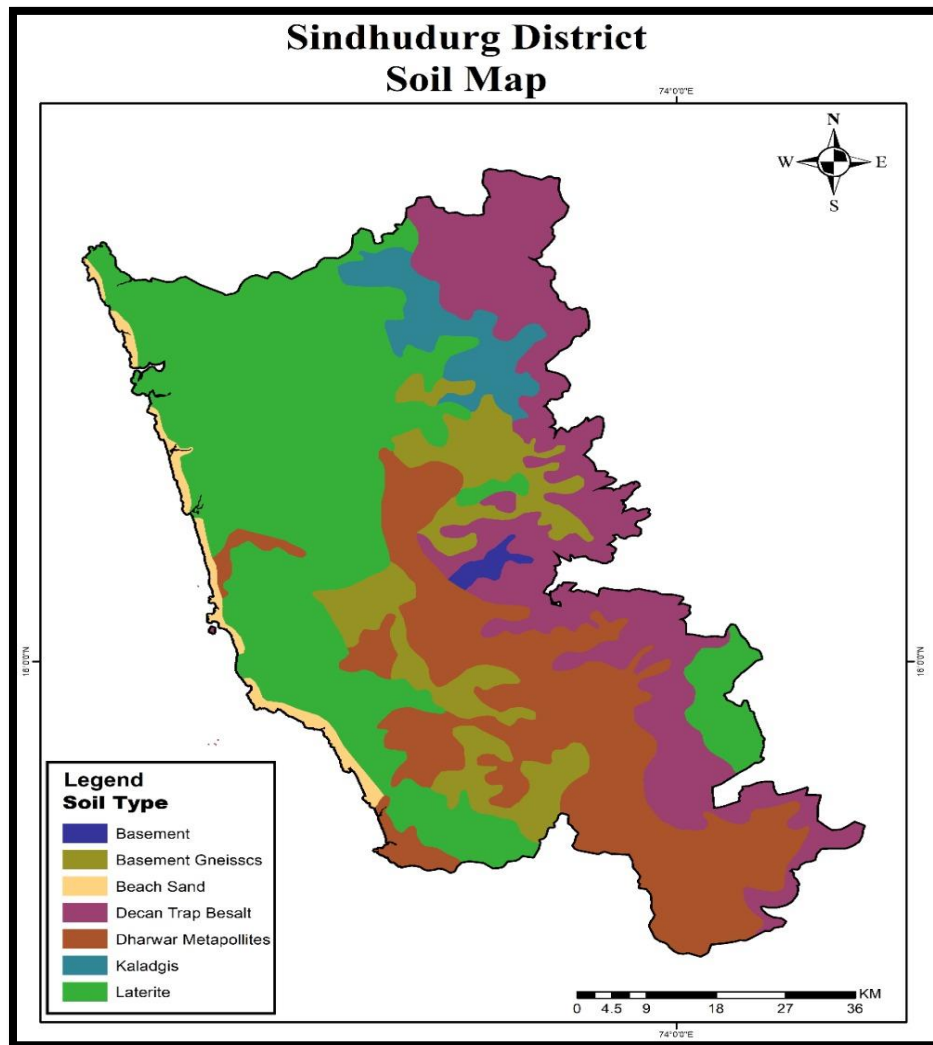 Sindhudurg District
Soil Map
74°0'0"E
N
W E
S
16°0'0"N
16°0'0"N
Legend
Soil Type
Basement
Basement Gneisscs
Beach Sand
Decan Trap Besalt
Dharwar Metapollites
Kaladgis
Laterite
KM
0 4.5 9 18 27 36
74°0'0"E